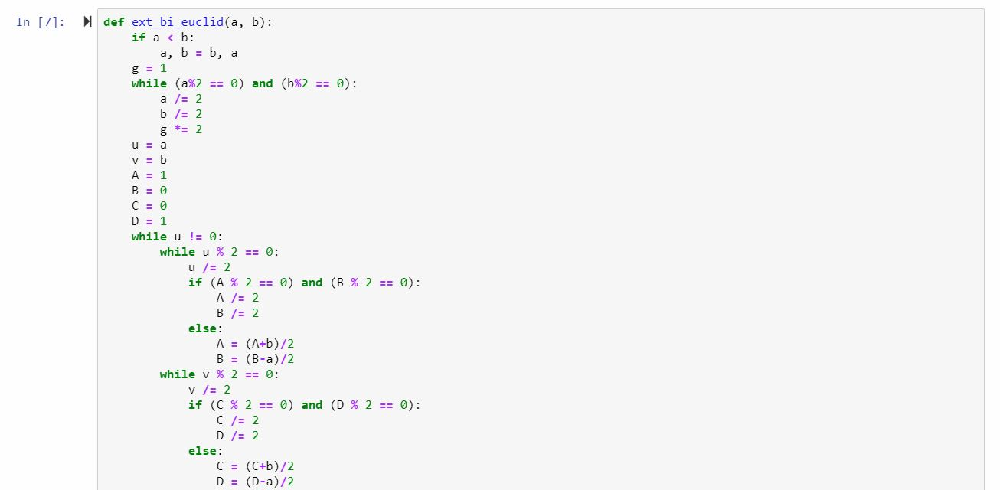 In [7]: def ext_bi_euclid(a, b):
    if a < b:
        a, b = b, a
    g = 1
    while (a%2 == 0) and (b%2 == 0):
        a /= 2
        b /= 2
        g *= 2
    u = a
    v = b
    A = 1
    B = 0
    C = 0
    D = 1
    while u != 0:
        while u % 2 == 0:
            u /= 2
            if (A % 2 == 0) and (B % 2 == 0):
                A /= 2
                B /= 2
            else:
                A = (A+b)/2
                B = (B-a)/2
        while v % 2 == 0:
            v /= 2
            if (C % 2 == 0) and (D % 2 == 0):
                C /= 2
                D /= 2
            else:
                C = (C+b)/2
                D = (D-a)/2